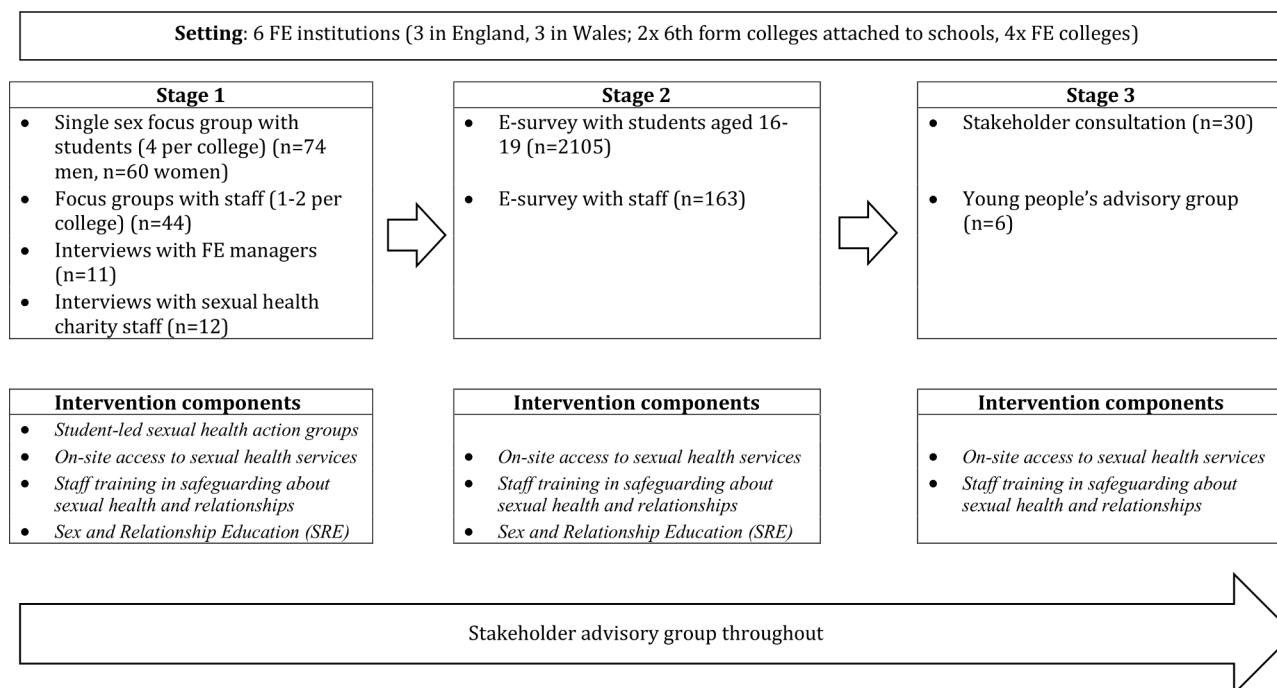 Setting: 6 FE institutions (3 in England, 3 in Wales; 2x 6th form colleges attached to schools, 4x FE colleges)
Stage 1
• Single sex focus group with
students (4 per college) (n=74
men, n=60 women)
• Focus groups with staff (1-2 per
college) (n=44)
• Interviews with FE managers
(n=11)
• Interviews with sexual health
charity staff (n=12)
Stage 2
• E-survey with students aged 16-
19 (n=2105)
• E-survey with staff (n=163)
Stage 3
• Stakeholder consultation (n=30)
• Young people’s advisory group
(n=6)
Intervention components
• Student-led sexual health action groups
• On-site access to sexual health services
• Staff training in safeguarding about
sexual health and relationships
• Sex and Relationship Education (SRE)
Intervention components
• On-site access to sexual health services
• Staff training in safeguarding about
sexual health and relationships
• Sex and Relationship Education (SRE)
Intervention components
• On-site access to sexual health services
• Staff training in safeguarding about
sexual health and relationships
Stakeholder advisory group throughout